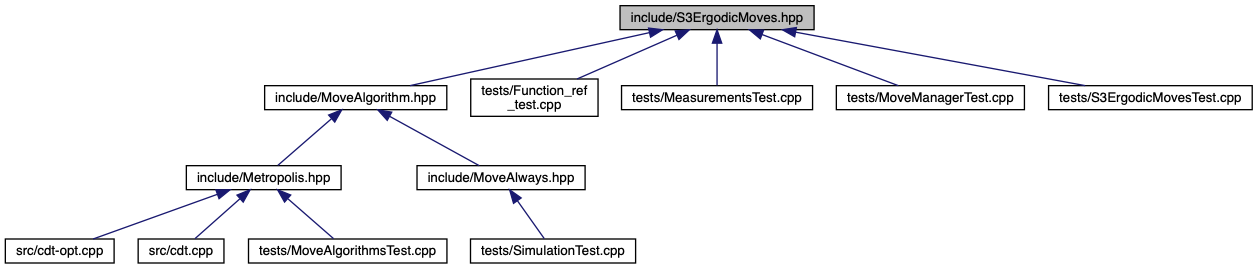 include/S3ErgodicMoves.hpp
include/MoveAlgorithm.hpp
tests/Function_ref
_test.cpp
tests/MeasurementsTest.cpp
tests/MoveManagerTest.cpp
tests/S3ErgodicMovesTest.cpp
include/Metropolis.hpp
include/MoveAlways.hpp
src/cdt-opt.cpp
src/cdt.cpp
tests/MoveAlgorithmsTest.cpp
tests/SimulationTest.cpp